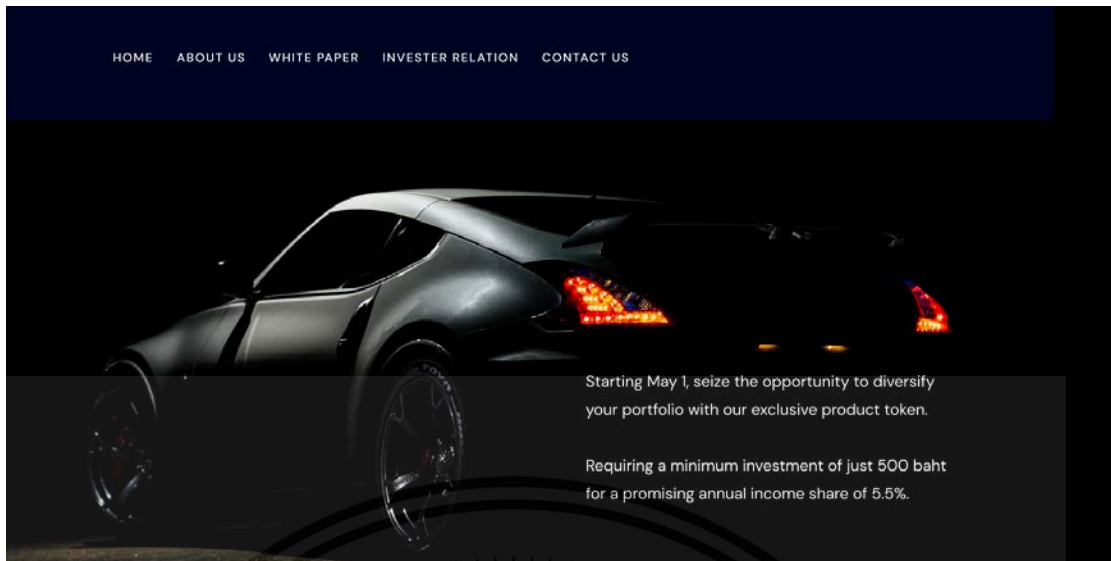 HOME ABOUT US WHITE PAPER INVESTER RELATION CONTACT US
TOYO
Starting May 1, seize the opportunity to diversify
your portfolio with our exclusive product token.
Requiring a minimum investment of just 500 baht
for a promising annual income share of 5.5%.